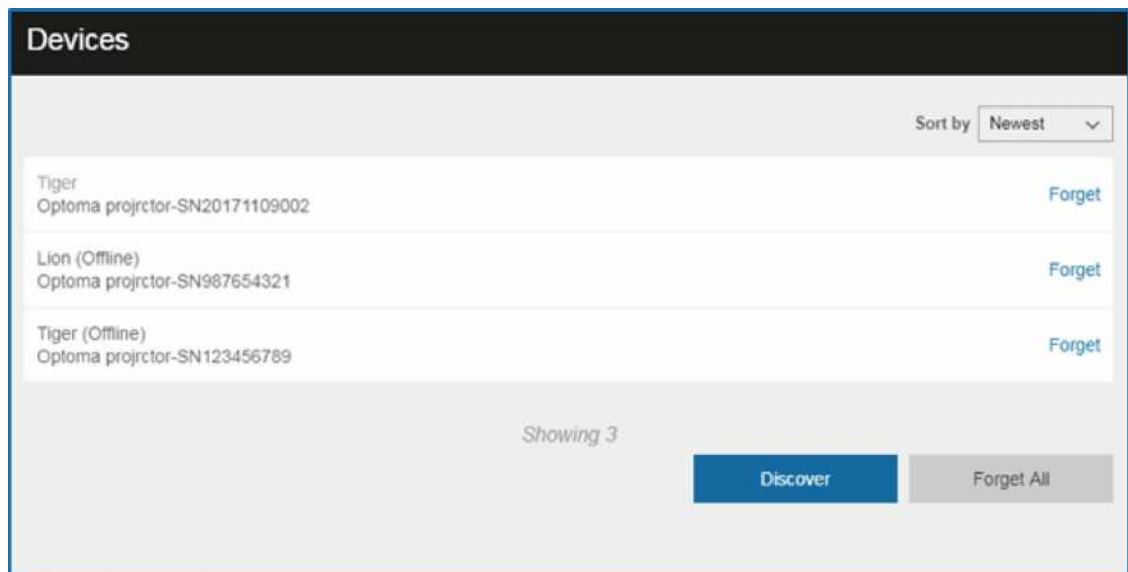 Devices
Sort by Newest
Tiger
Optoma projrctor-SN20171109002
Forget
Lion (Offline)
Optoma projrctor-SN987654321
Forget
Tiger (Offline)
Optoma projrctor-SN123456789
Forget
Showing 3
Discover Forget All